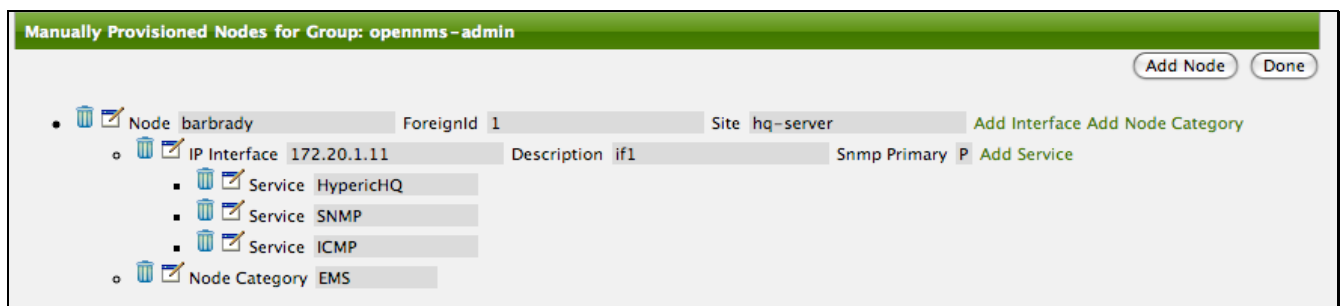 Manually Provisioned Nodes for Group: opennms-admin
Add Node Done
Node barbrady ForeignId 1 Site hq-server Add Interface Add Node Category
IP Interface 172.20.1.11 Description if1 Snmp Primary P Add Service
Service HypericHQ
Service SNMP
Service ICMP
Node Category EMS